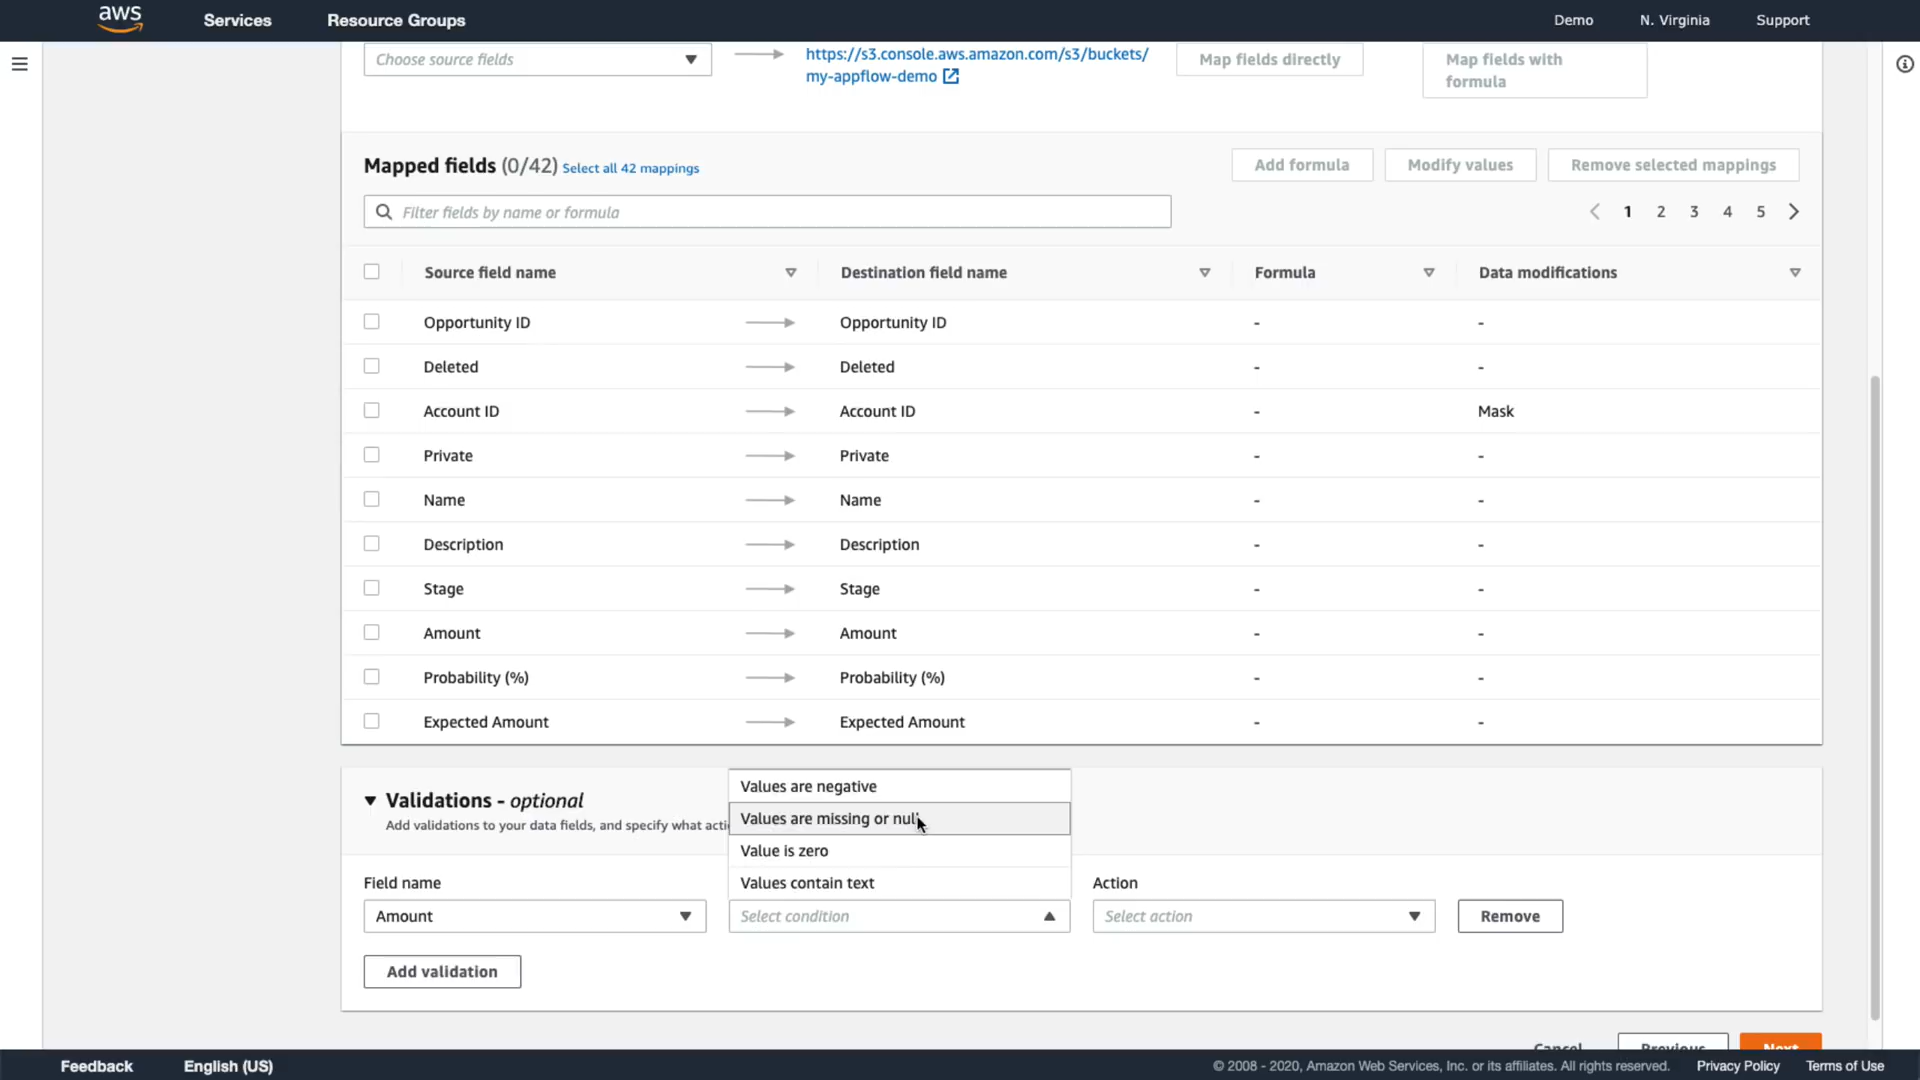 aws Services Resource Groups Demo N. Virginia Support
Choose source fields https://s3.console.aws.amazon.com/s3/buckets/ Map fields directly Map fields with
my-appflow-demo formula
Mapped fields (0/42) Select all 42 mappings Add formula Modify values Remove selected mappings
Filter fields by name or formula 1 2 3 4 5
Source field name Destination field name Formula Data modifications
Opportunity ID Opportunity ID - -
Deleted Deleted - -
Account ID Account ID - Mask
Private Private - -
Name Name - -
Description Description - -
Stage Stage - -
Amount Amount - -
Probability (%) Probability (%) - -
Expected Amount Expected Amount - -
Values are negative
Validations - optional
Values are missing or null
Add validations to your data fields, and specify what
Value is zero
Field name Values contain text Action
Amount Select condition Select action Remove
Add validation
Cancel Previous Next
Feedback English (US) © 2008 - 2020, Amazon Web Services, Inc. or its affiliates. All rights reserved. Privacy Policy Terms of Use